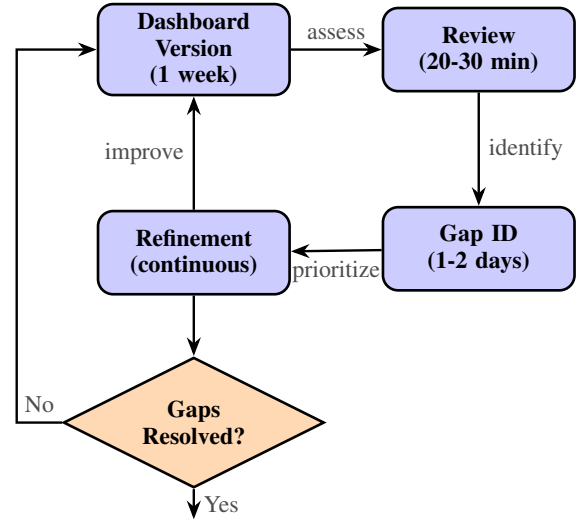 Dashboard
Version
(1 week)
assess
Review
(20-30 min)
improve
identify
Refinement
(continuous)
prioritize
Gap ID
(1-2 days)
No
Gaps
Resolved?
Yes